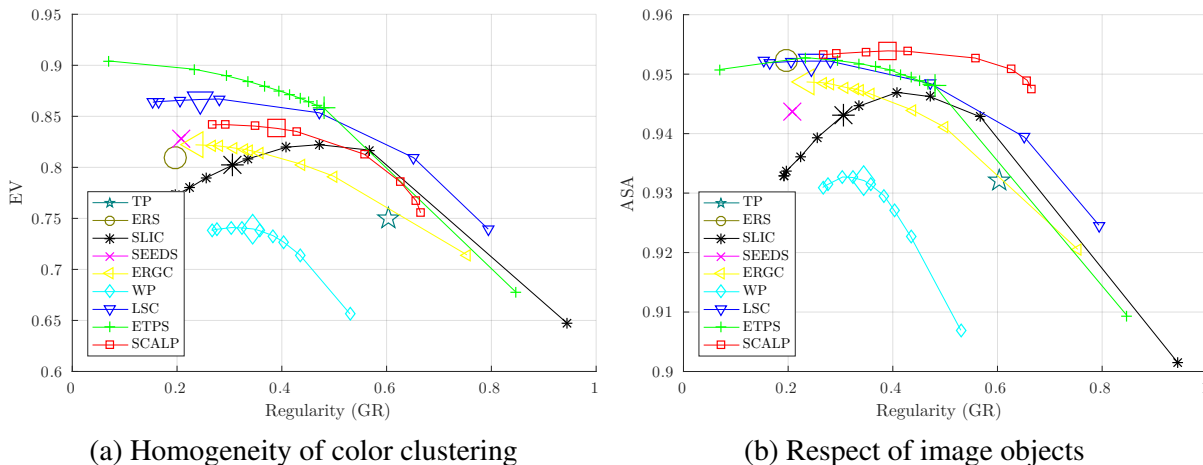 0.95
0.9
0.85
0.8
0.75
0.7
0.65
0.6
EV
TP
ERS
SLIC
SEEDS
ERGC
WP
LSC
ETPS
SCALP
0 0.2 0.4 0.6 0.8 1
Regularity (GR)
(a) Homogeneity of color clustering
0.96
0.95
0.94
0.93
0.92
0.91
0.9
ASA
TP
ERS
SLIC
SEEDS
ERGC
WP
LSC
ETPS
SCALP
0 0.2 0.4 0.6 0.8 1
Regularity (GR)
(b) Respect of image objects